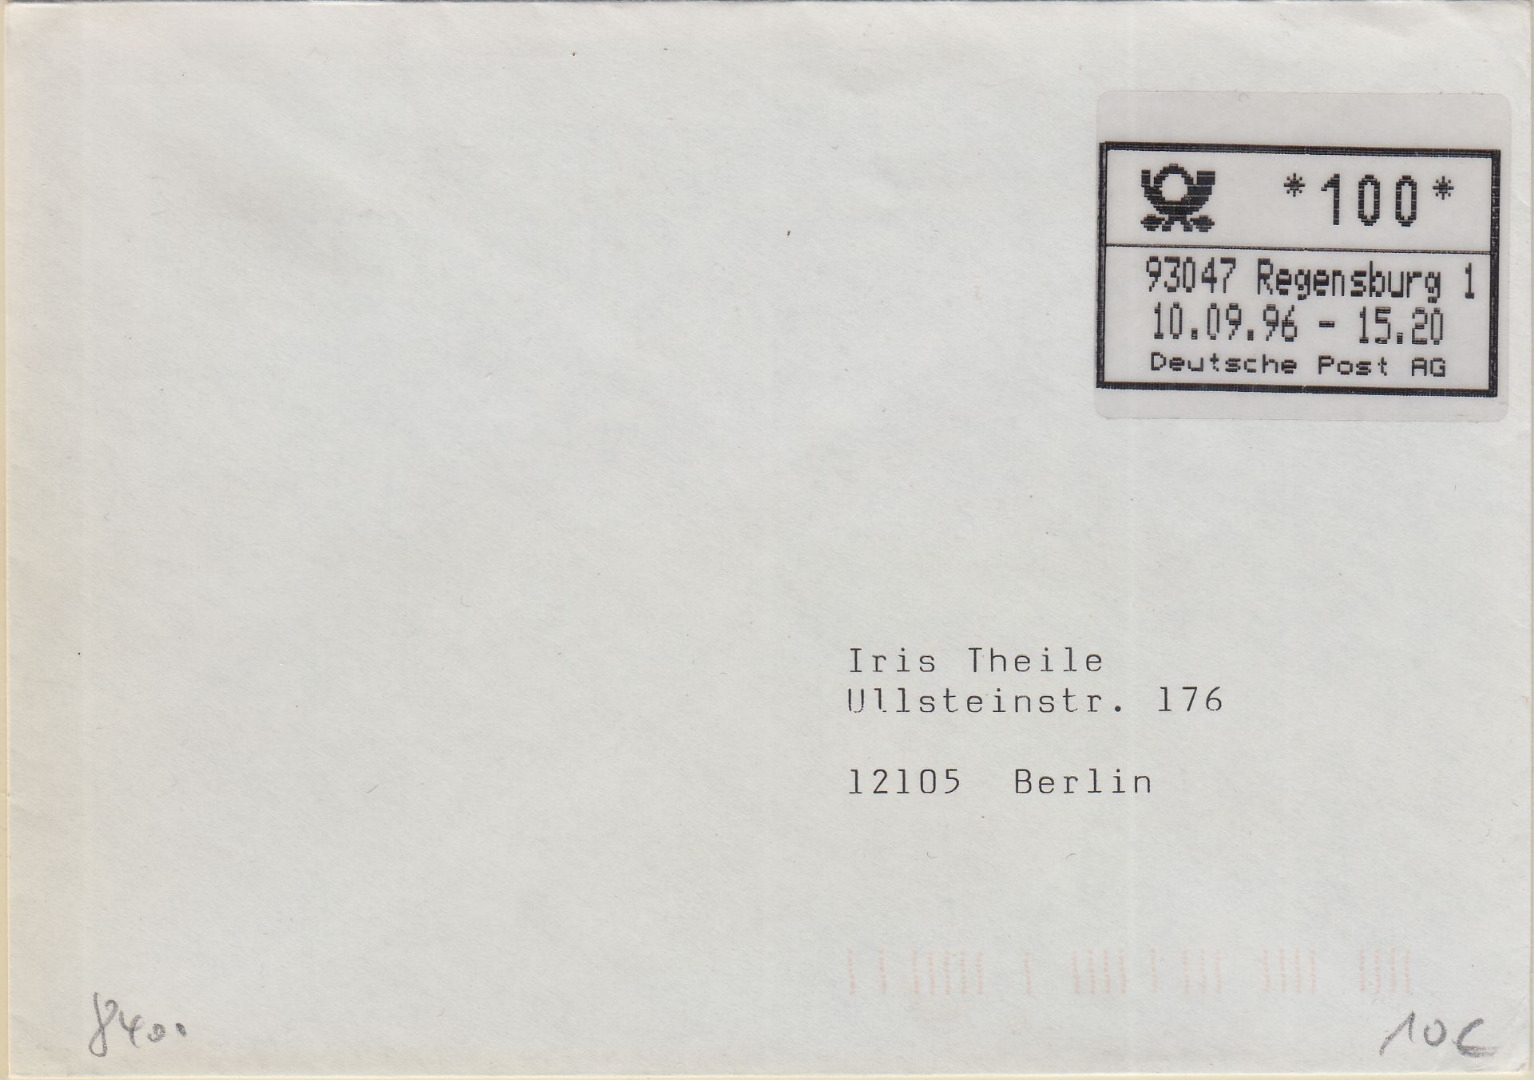 *100*
93047 Regensburg 1
10.09.96 - 15.20
Deutsche Post AG
Iris Theile
Ullsteinstr. 176
12105 Berlin
8400
10€